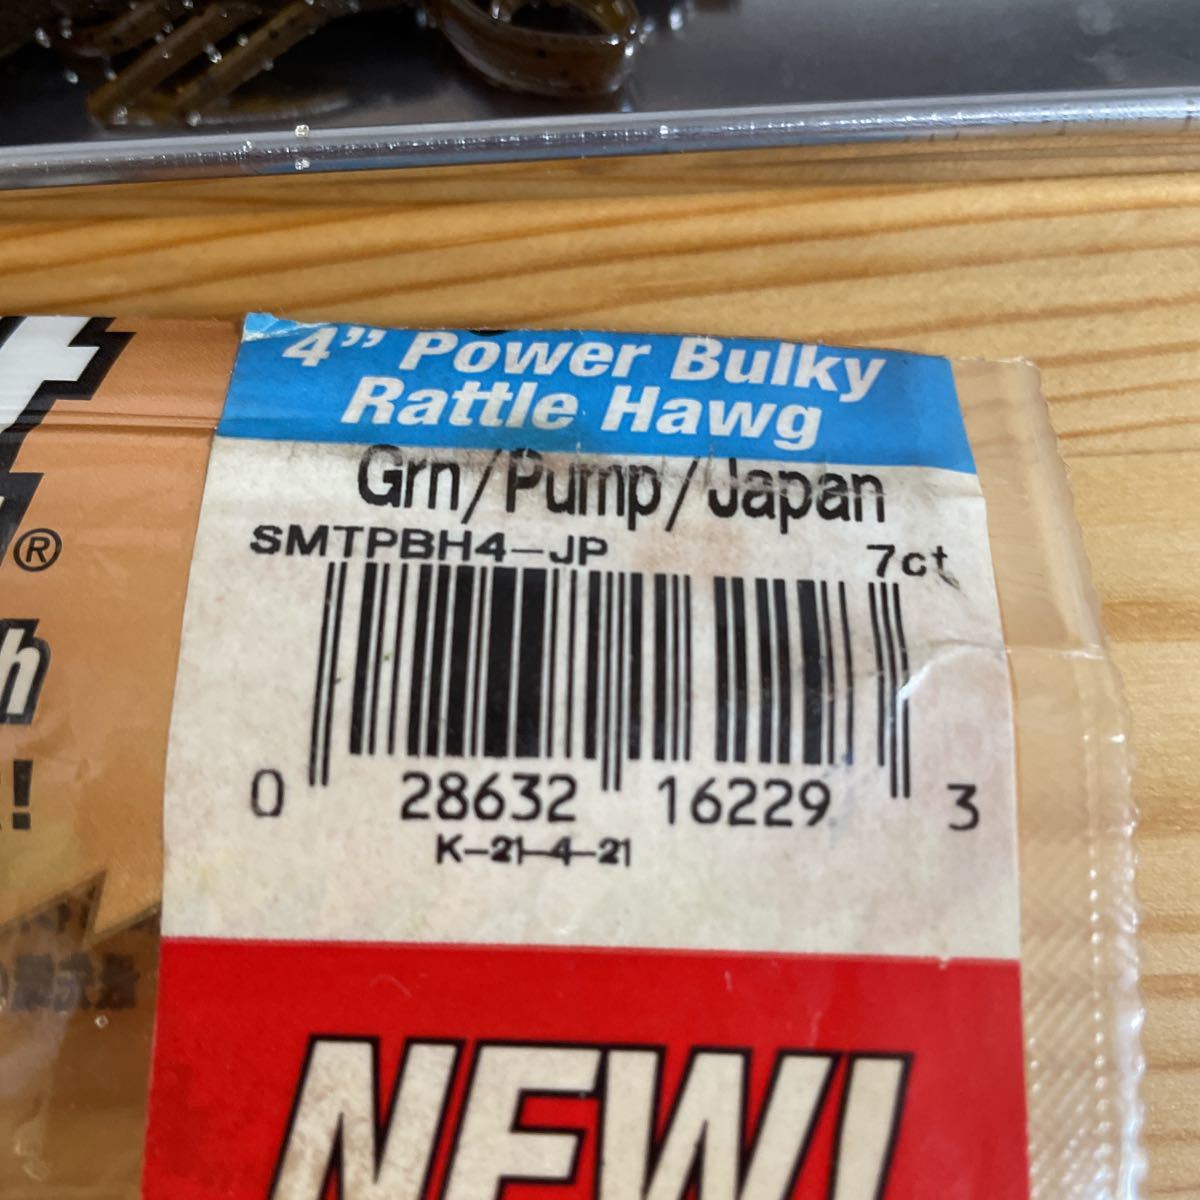 4” Power Bulky
Rattle Hawg
Grn/Pump/Japan
SMTPBH4-JP 7ct
0 28632 16229 3
K-21-4-21
®
h
!
NEW!